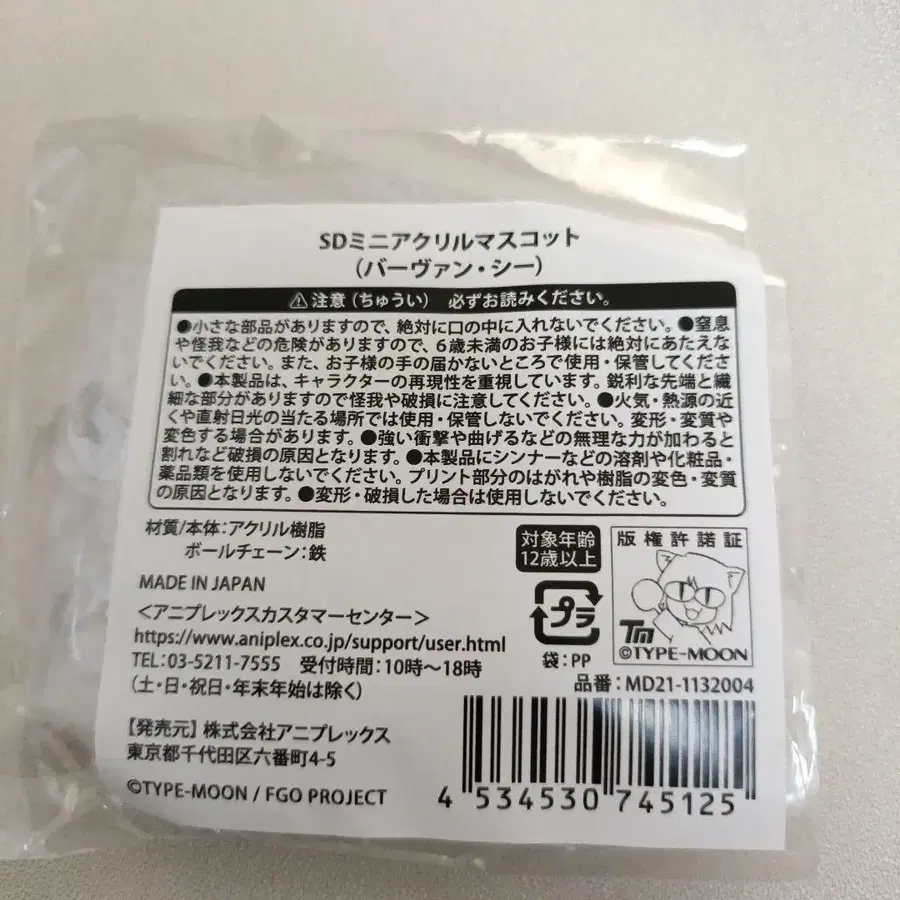 SDミニアクリルマスコット
（バーヴァン・シー）
⚠注意（ちゅうい） 必ずお読みください。
●小さな部品がありますので、絶対に口の中に入れないでください。●窒息
や怪我などの危険がありますので、6歳未満のお子様には絶対にあたえな
いでください。また、お子様の手の届かないところで使用・保管してくださ
い。●本製品は、キャラクターの再現性を重視しています。鋭利な先端と繊
細な部分がありますので怪我や破損に注意してください。●火気・熱源の近
くや直射日光の当たる場所では使用・保管しないでください。変形・変質や
変色する場合があります。●強い衝撃や曲げるなどの無理な力が加わると
割れなど破損の原因となります。●本製品にシンナーなどの溶剤や化粧品・
薬品類を使用しないでください。プリント部分のはがれや樹脂の変色・変質
の原因となります。●変形・破損した場合は使用しないでください。
材質/本体：アクリル樹脂
ボールチェーン：鉄
MADE IN JAPAN
＜アニプレックスカスタマーセンター＞
https://www.aniplex.co.jp/support/user.html
TEL：03-5211-7555 受付時間：10時～18時
（土・日・祝日・年末年始は除く）
【発売元】株式会社アニプレックス
東京都千代田区六番町4-5
©TYPE-MOON / FGO PROJECT
対象年齢
12歳以上
プラ
袋：PP
版権許諾証
TM
©TYPE-MOON
品番：MD21-1132004
4 534530 745125